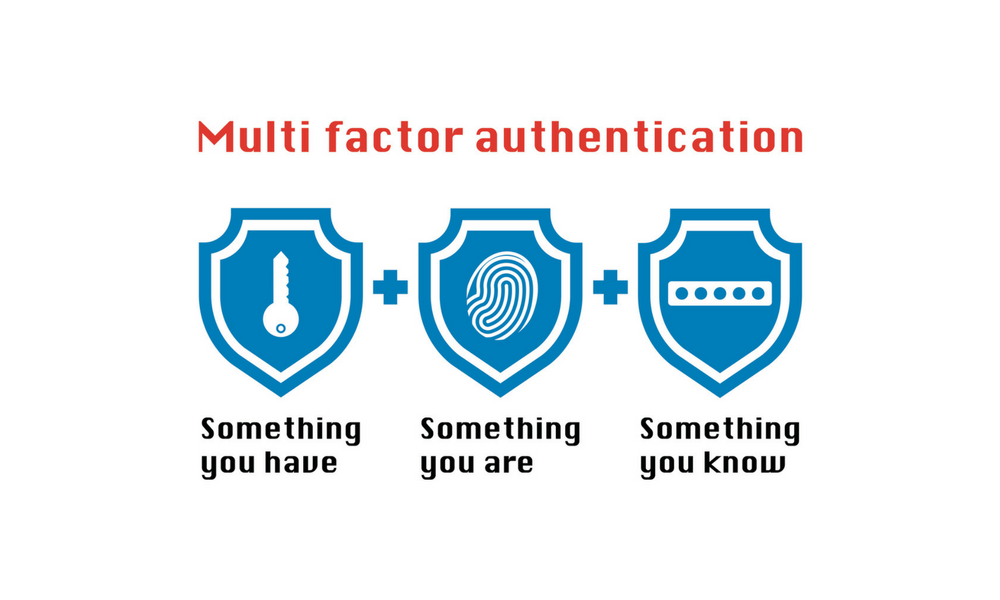 Multi factor authentication
Something
you have
Something
you are
Something
you know